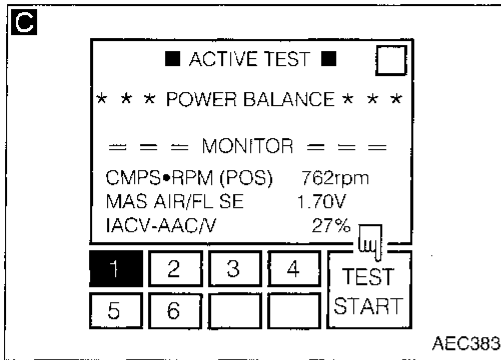 C
■ ACTIVE TEST ■
* * * POWER BALANCE * * *
= = = MONITOR = = =
CMPS•RPM (POS) 762rpm
MAS AIR/FL SE 1.70V
IACV-AAC/V 27%
1 2 3 4 TEST
5 6 START
AEC383